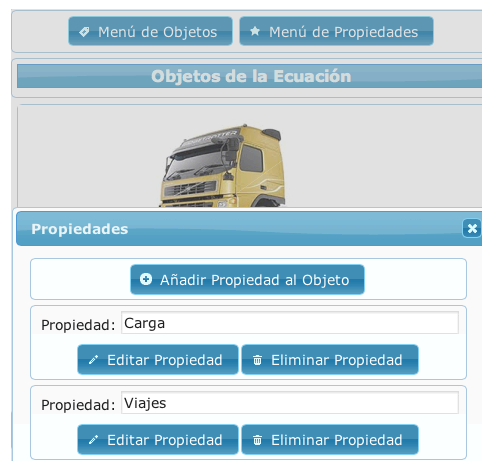 Menú de Objetos Menú de Propiedades
Objetos de la Ecuación
Propiedades
Añadir Propiedad al Objeto
Propiedad: Carga
Editar Propiedad Eliminar Propiedad
Propiedad: Viajes
Editar Propiedad Eliminar Propiedad